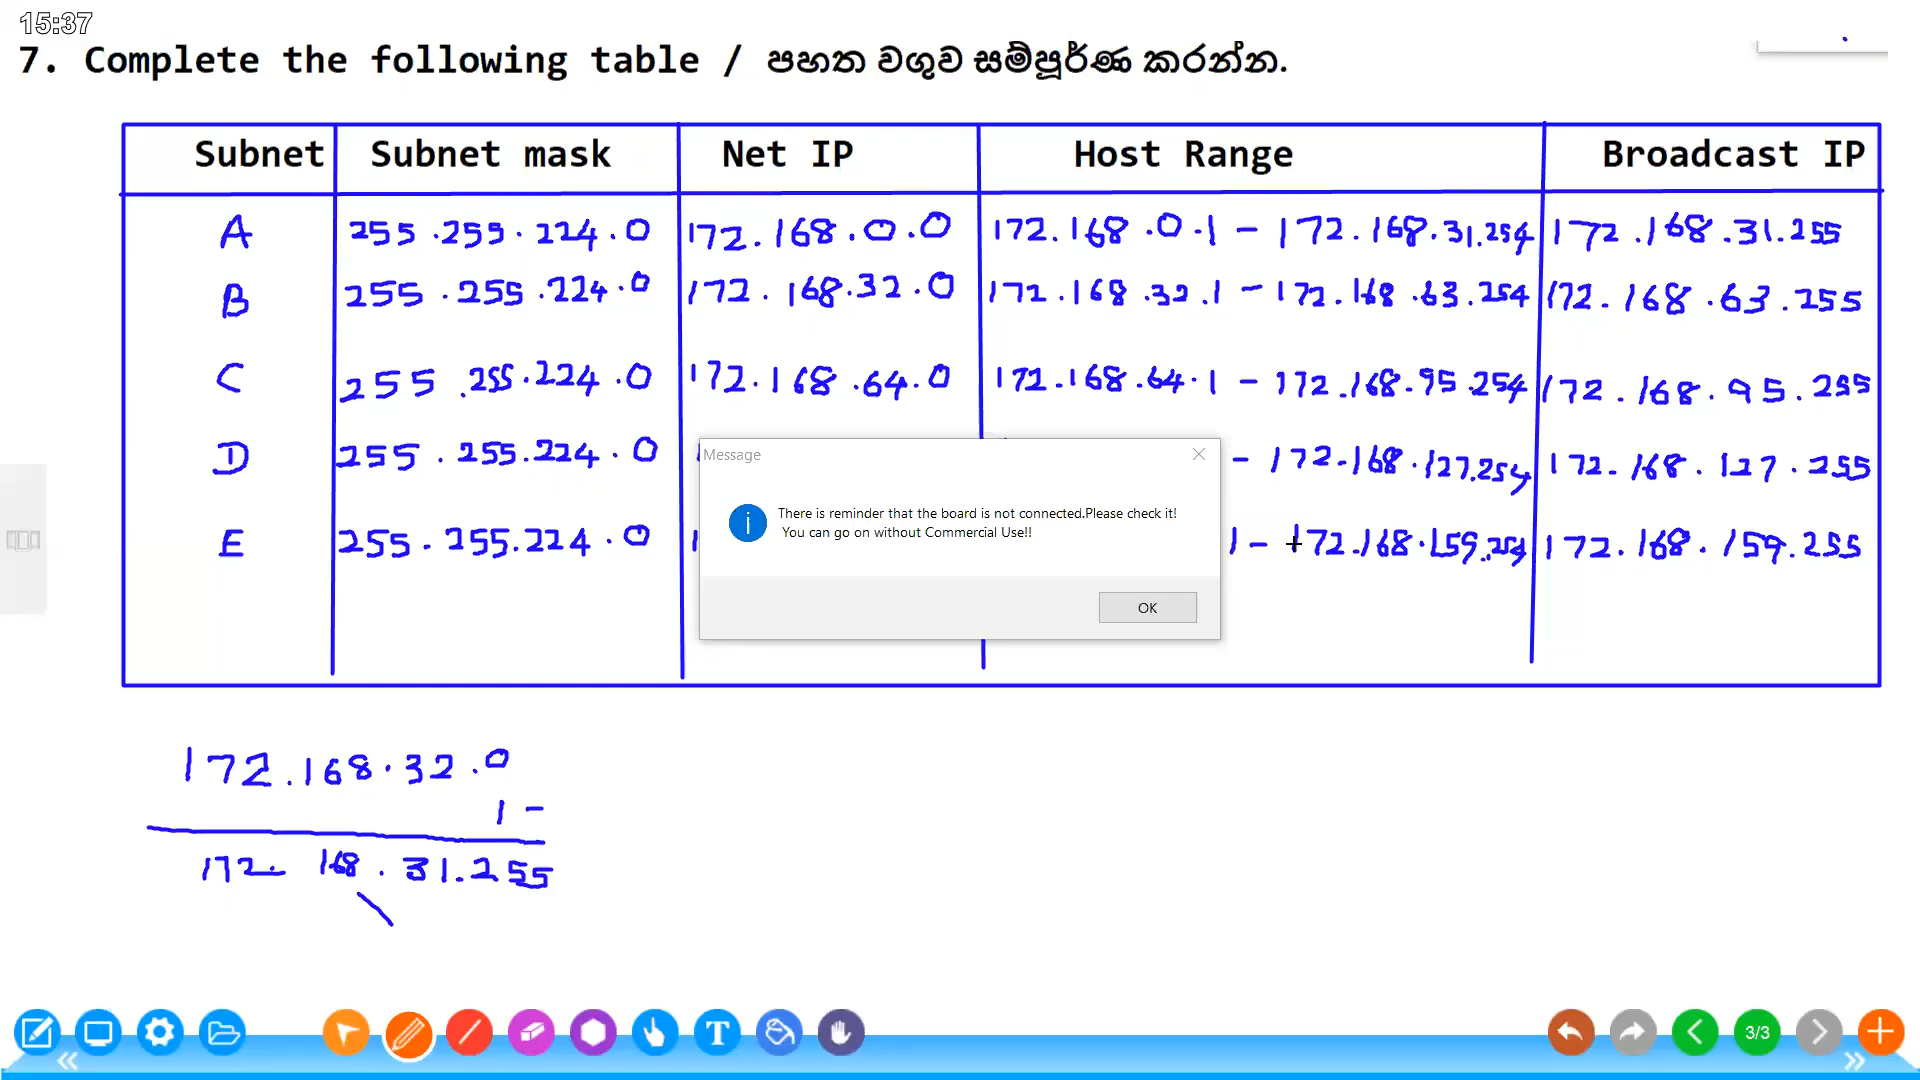 15:37
7. Complete the following table / පහත වගුව සම්පූර්ණ කරන්න.
Subnet Subnet mask Net IP Host Range Broadcast IP
A 255.255.224.0 172.168.0.0 172.168.0.1 - 172.168.31.254 172.168.31.255
B 255.255.224.0 172.168.32.0 172.168.32.1 - 172.168.63.254 172.168.63.255
C 255.255.224.0 172.168.64.0 172.168.64.1 - 172.168.95.254 172.168.95.255
D 255.255.224.0 - 172.168.127.254 172.168.127.255
E 255.255.224.0 1 - 172.168.159.254 172.168.159.255
Message
There is reminder that the board is not connected.Please check it!
You can go on without Commercial Use!!
OK
172.168.32.0
1 -
172.168.31.255
T
3/3